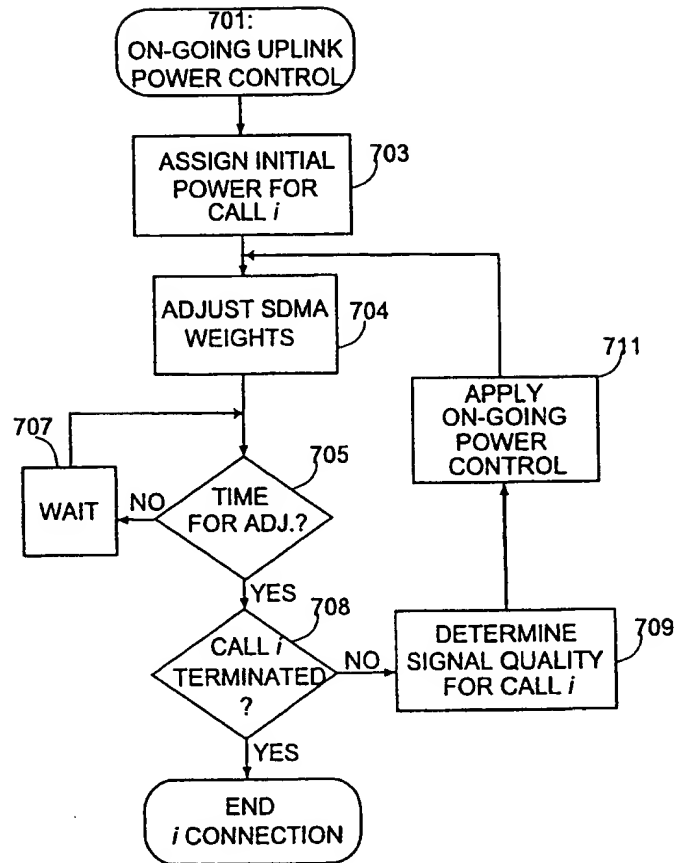 701:
ON-GOING UPLINK
POWER CONTROL
ASSIGN INITIAL
POWER FOR
CALL i
703
ADJUST SDMA
WEIGHTS
704
711
APPLY
ON-GOING
POWER
CONTROL
707
WAIT
NO
705
TIME
FOR ADJ.?
YES
708
CALL i
TERMINATED
?
NO
DETERMINE
SIGNAL QUALITY
FOR CALL i
709
YES
END
i CONNECTION